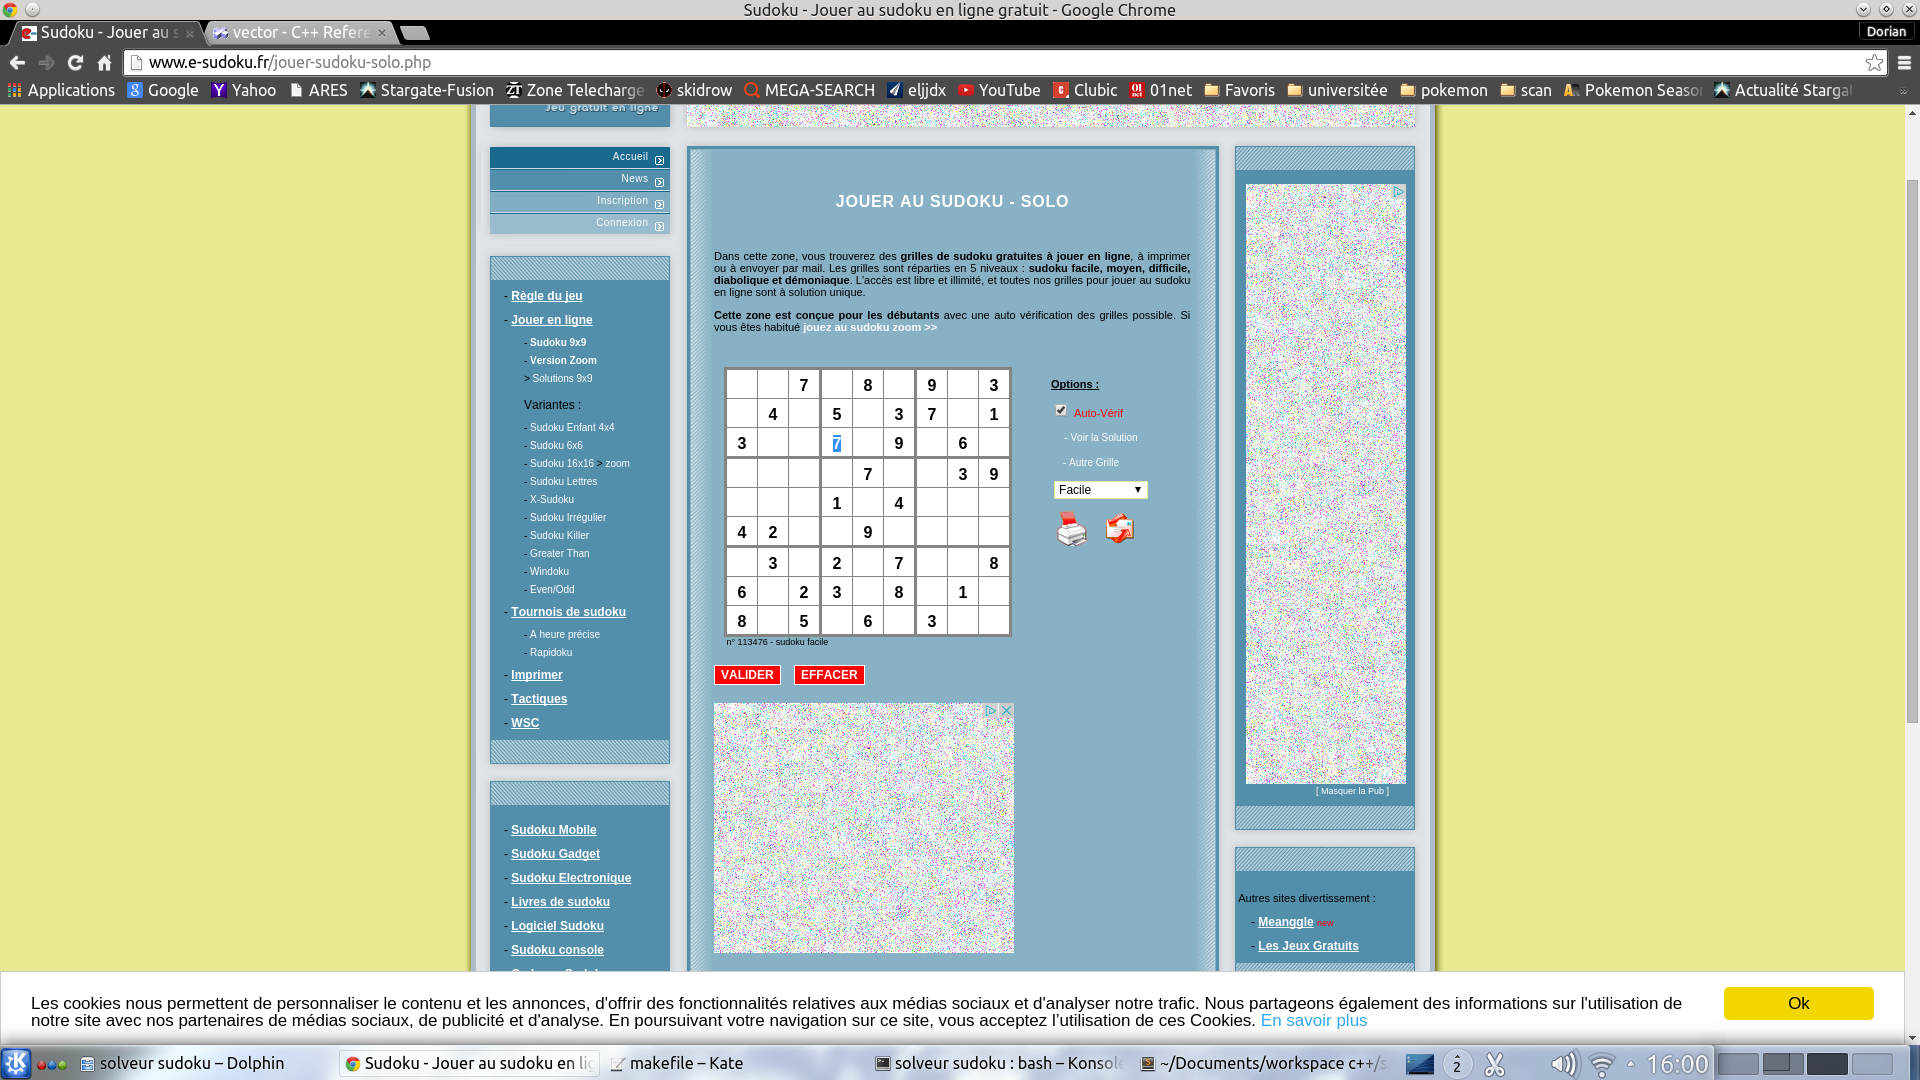 Sudoku - Jouer au sudoku en ligne gratuit - Google Chrome
Sudoku - Jouer au s
vector - C++ Refere
Dorian
www.e-sudoku.fr/jouer-sudoku-solo.php
Applications Google Yahoo ARES Stargate-Fusion Zone Telecharge skidrow MEGA-SEARCH eljjdx YouTube Clubic 01net Favoris universitée pokemon scan Pokemon Seaso Actualité Starga »
Jeu gratuit en ligne
Accueil
News
Inscription
Connexion
- Règle du jeu
- Jouer en ligne
- Sudoku 9x9
- Version Zoom
> Solutions 9x9
Variantes :
- Sudoku Enfant 4x4
- Sudoku 6x6
- Sudoku 16x16 > zoom
- Sudoku Lettres
- X-Sudoku
- Sudoku Irrégulier
- Sudoku Killer
- Greater Than
- Windoku
- Even/Odd
- Tournois de sudoku
- A heure précise
- Rapidoku
- Imprimer
- Tactiques
- WSC
- Sudoku Mobile
- Sudoku Gadget
- Sudoku Electronique
- Livres de sudoku
- Logiciel Sudoku
- Sudoku console
JOUER AU SUDOKU - SOLO
Dans cette zone, vous trouverez des grilles de sudoku gratuites à jouer en ligne, à imprimer
ou à envoyer par mail. Les grilles sont réparties en 5 niveaux : sudoku facile, moyen, difficile,
diabolique et démoniaque. L'accès est libre et illimité, et toutes nos grilles pour jouer au sudoku
en ligne sont à solution unique.
Cette zone est conçue pour les débutants avec une auto vérification des grilles possible. Si
vous êtes habitué jouez au sudoku zoom >>
7 8 9 3
4 5 3 7 1
3 7 9 6
7 3 9
1 4
4 2 9
3 2 7 8
6 2 3 8 1
8 5 6 3
n° 113476 - sudoku facile
VALIDER EFFACER
Options :
Auto-Vérif
- Voir la Solution
- Autre Grille
Facile
[ Masquer la Pub ]
Autres sites divertissement :
- Meanggle new
- Les Jeux Gratuits
Les cookies nous permettent de personnaliser le contenu et les annonces, d'offrir des fonctionnalités relatives aux médias sociaux et d'analyser notre trafic. Nous partageons également des informations sur l'utilisation de
notre site avec nos partenaires de médias sociaux, de publicité et d'analyse. En poursuivant votre navigation sur ce site, vous acceptez l'utilisation de ces Cookies. En savoir plus
Ok
solveur sudoku – Dolphin
Sudoku - Jouer au sudoku en li
makefile – Kate
solveur sudoku : bash – Konsole
~/Documents/workspace c++/s
2
16:00